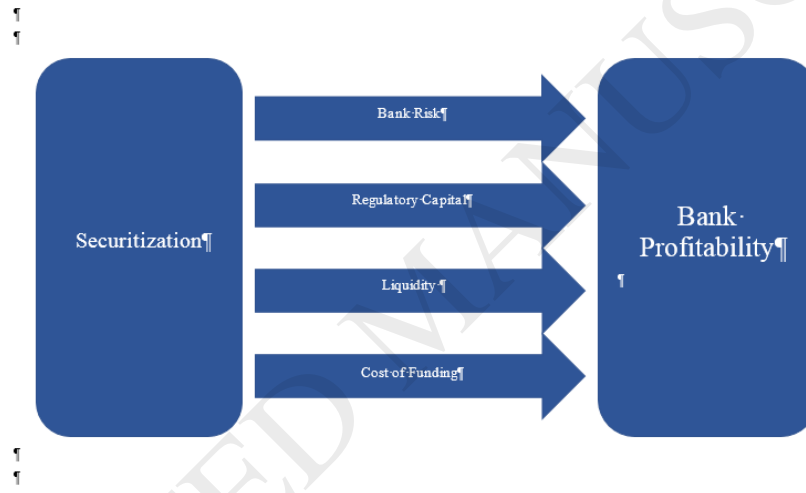 ¶
¶
Bank·Risk¶
Regulatory·Capital¶
Securitization¶
Bank·
Profitability¶
¶
Liquidity·¶
Cost·of·Funding¶
¶
¶